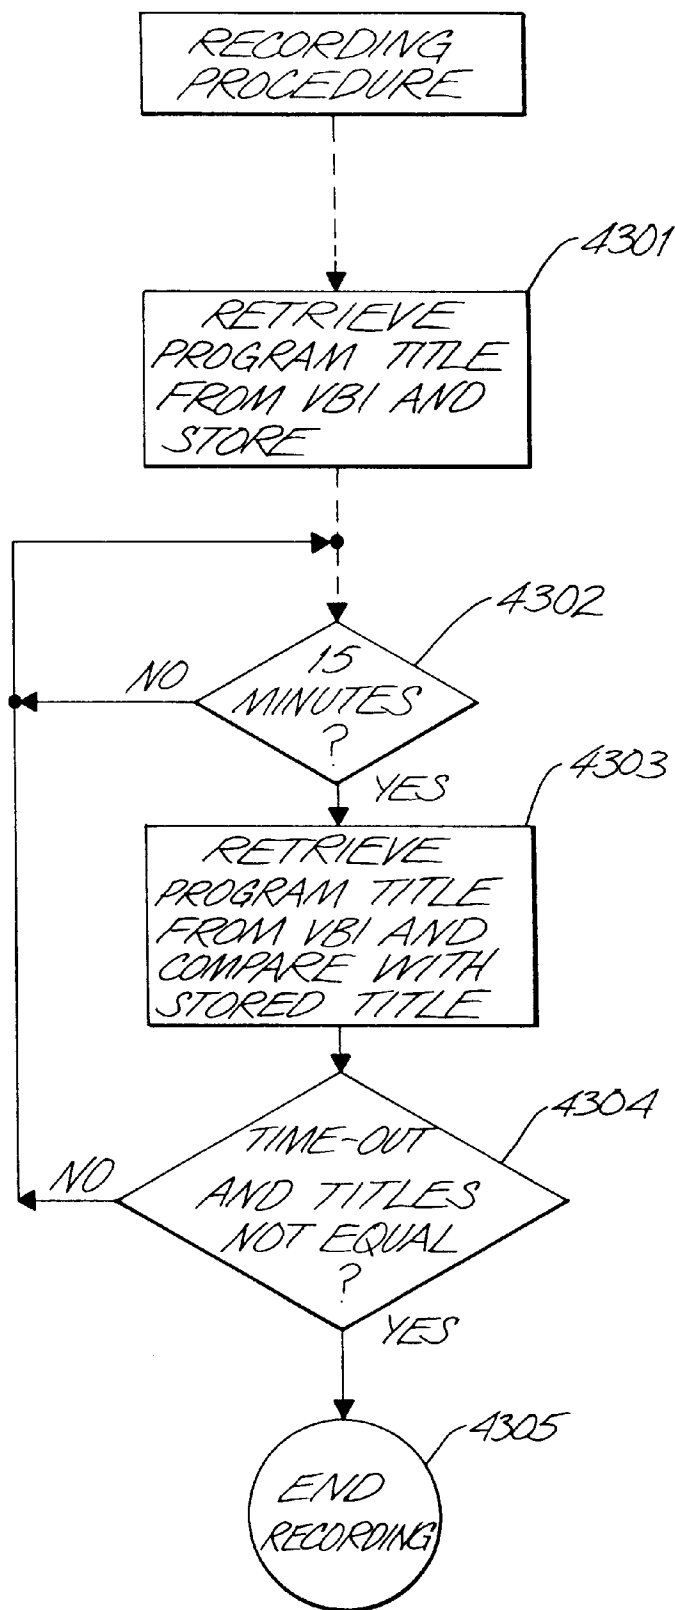 RECORDING
PROCEDURE
4301
RETRIEVE
PROGRAM TITLE
FROM VBI AND
STORE
4302
15
MINUTES
?
NO
YES
4303
RETRIEVE
PROGRAM TITLE
FROM VBI AND
COMPARE WITH
STORED TITLE
4304
TIME-OUT
AND TITLES
NOT EQUAL
?
NO
YES
4305
END
RECORDING